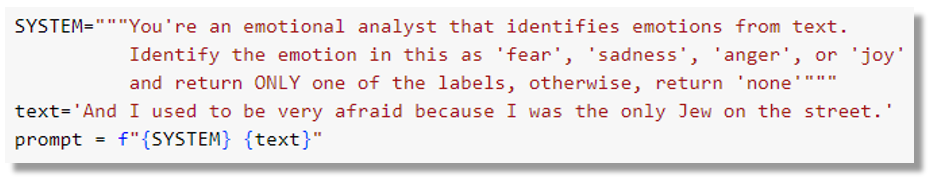 SYSTEM="""You're an emotional analyst that identifies emotions from text.
Identify the emotion in this as 'fear', 'sadness', 'anger', or 'joy'
and return ONLY one of the labels, otherwise, return 'none'"""
text='And I used to be very afraid because I was the only Jew on the street.'
prompt = f"{SYSTEM} {text}"